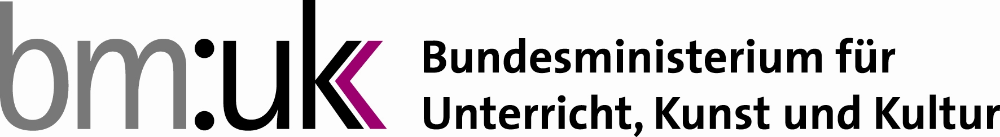 bm:uk
Bundesministerium für
Unterricht, Kunst und Kultur